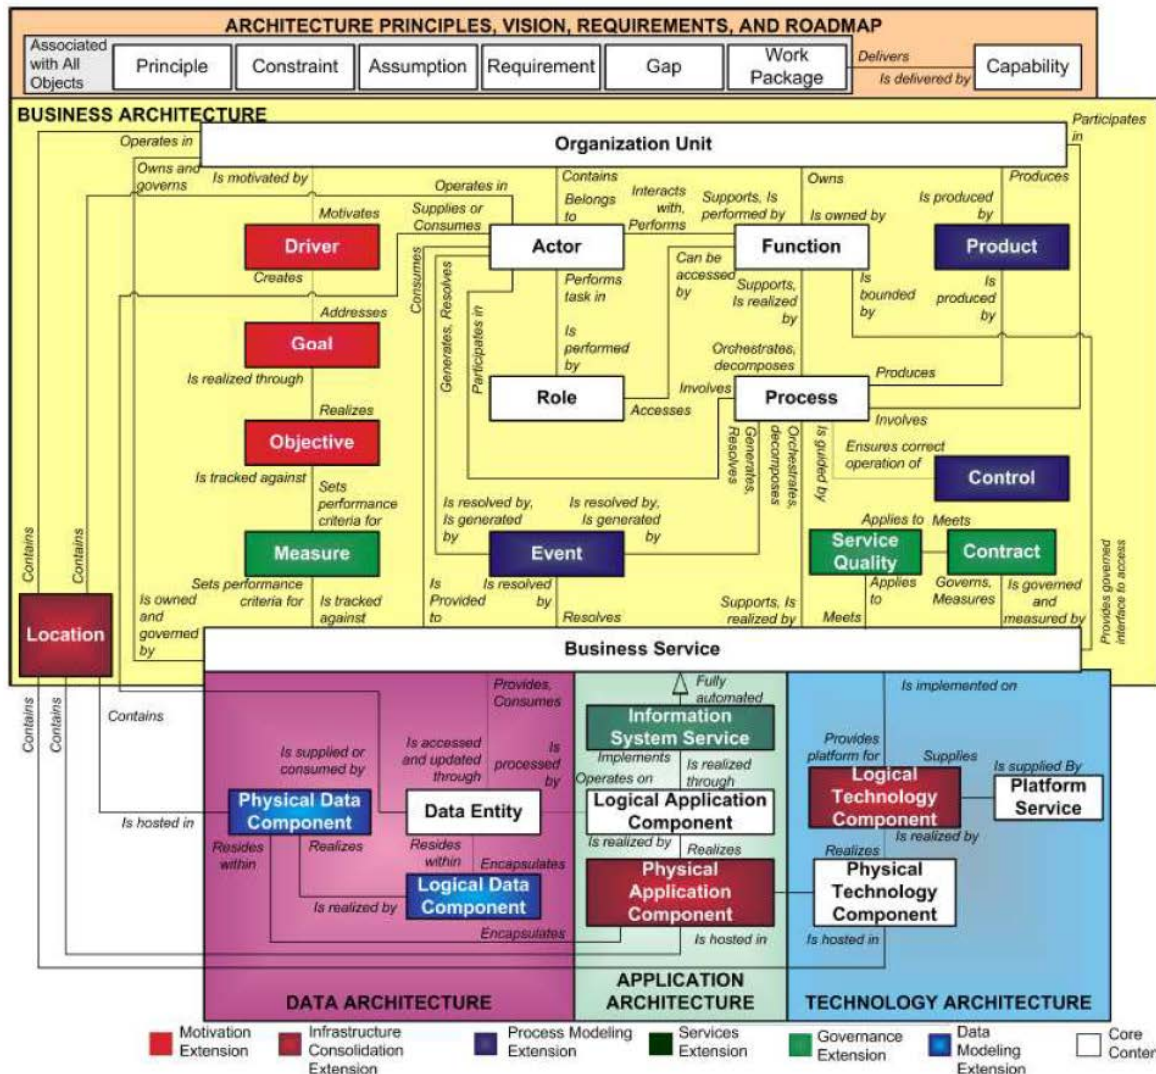 ARCHITECTURE PRINCIPLES, VISION, REQUIREMENTS, AND ROADMAP
Associated
with All
Objects
Principle
Constraint
Assumption
Requirement
Gap
Work
Package
Delivers
Is delivered by
Capability
BUSINESS ARCHITECTURE
Participates
in
Operates in
Organization Unit
Owns and
governs
Is motivated by
Operates in
Contains
Belongs
to
Interacts
with,
Performs
Supports, Is
performed by
Owns
Is owned by
Produces
Is produced
by
Motivates
Supplies or
Consumes
Driver
Actor
Function
Product
Creates
Consumes
Generates, Resolves
Participates in
Performs
task in
Can be
accessed
by
Supports,
Is realized
by
Is
bounded
by
Is
produced
by
Addresses
Goal
Is realized through
Is
performed
by
Orchestrates,
decomposes
Produces
Realizes
Role
Involves
Process
Accesses
Involves
Objective
Is tracked against
Generates,
Resolves
Orchestrates,
decomposes
Is guided
by
Ensures correct
operation of
Control
Sets
performance
criteria for
Is resolved by,
Is generated
by
Is resolved by,
Is generated
by
Applies to
Meets
Measure
Event
Service
Quality
Contract
Contains
Contains
Sets performance
criteria for
Is tracked
against
Is
Provided
to
Is resolved
by
Resolves
Supports, Is
realized by
Meets
Applies
to
Governs,
Measures
Is governed
and
measured by
Provides governed
interface to access
Location
Is owned
and
governed
by
Business Service
Contains
Contains
Contains
Provides,
Consumes
Fully
automated
Is implemented on
Information
System Service
Is supplied or
consumed by
Is accessed
and updated
through
Is
processed
by
Implements
Is realized
through
Operates on
Provides
platform for
Supplies
Is supplied By
Physical Data
Component
Data Entity
Logical Application
Component
Logical
Technology
Component
Platform
Service
Is hosted in
Resides
within
Realizes
Resides
within
Encapsulates
Is realized by
Realizes
Is realized
by
Realizes
Is realized by
Logical Data
Component
Physical
Application
Component
Physical
Technology
Component
Encapsulates
Is hosted in
Is hosted in
DATA ARCHITECTURE
APPLICATION
ARCHITECTURE
TECHNOLOGY ARCHITECTURE
Motivation
Extension
Infrastructure
Consolidation
Extension
Process Modeling
Extension
Services
Extension
Governance
Extension
Data
Modeling
Extension
Core
Content